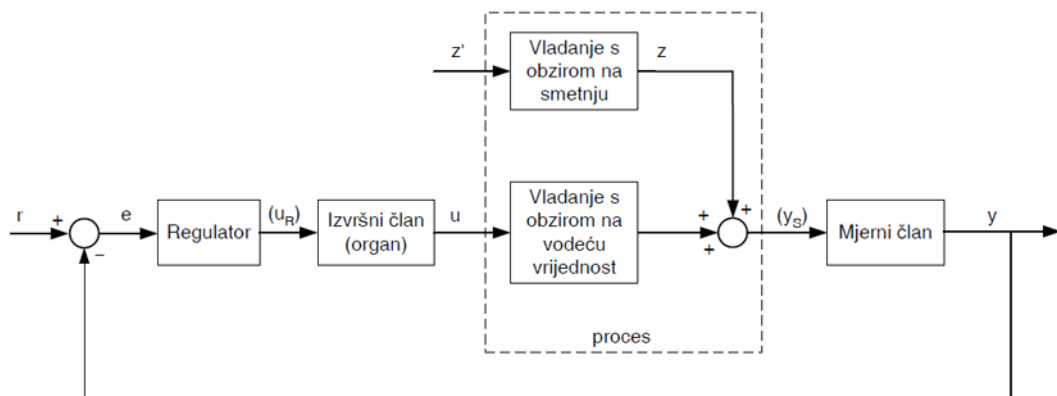 z'
Vladanje s
obzirom na
smetnju
z
r
+
−
e
Regulator
(uR)
Izvršni član
(organ)
u
Vladanje s
obzirom na
vodeću
vrijednost
+
+
+
(yS)
Mjerni član
y
proces